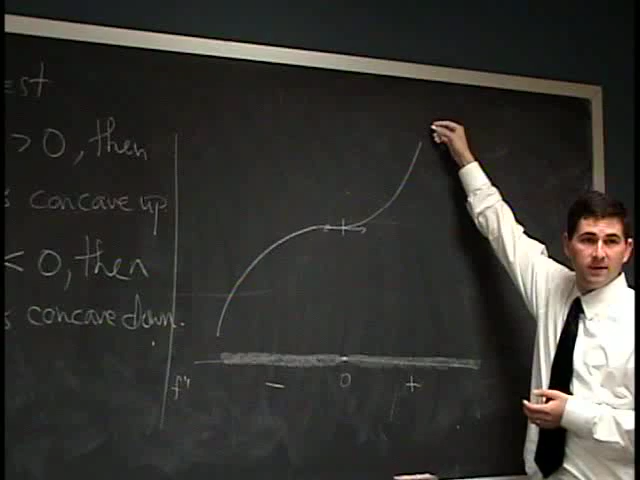 est
> 0, then
s concave up.
< 0, then
s concave down.
f" - 0 +